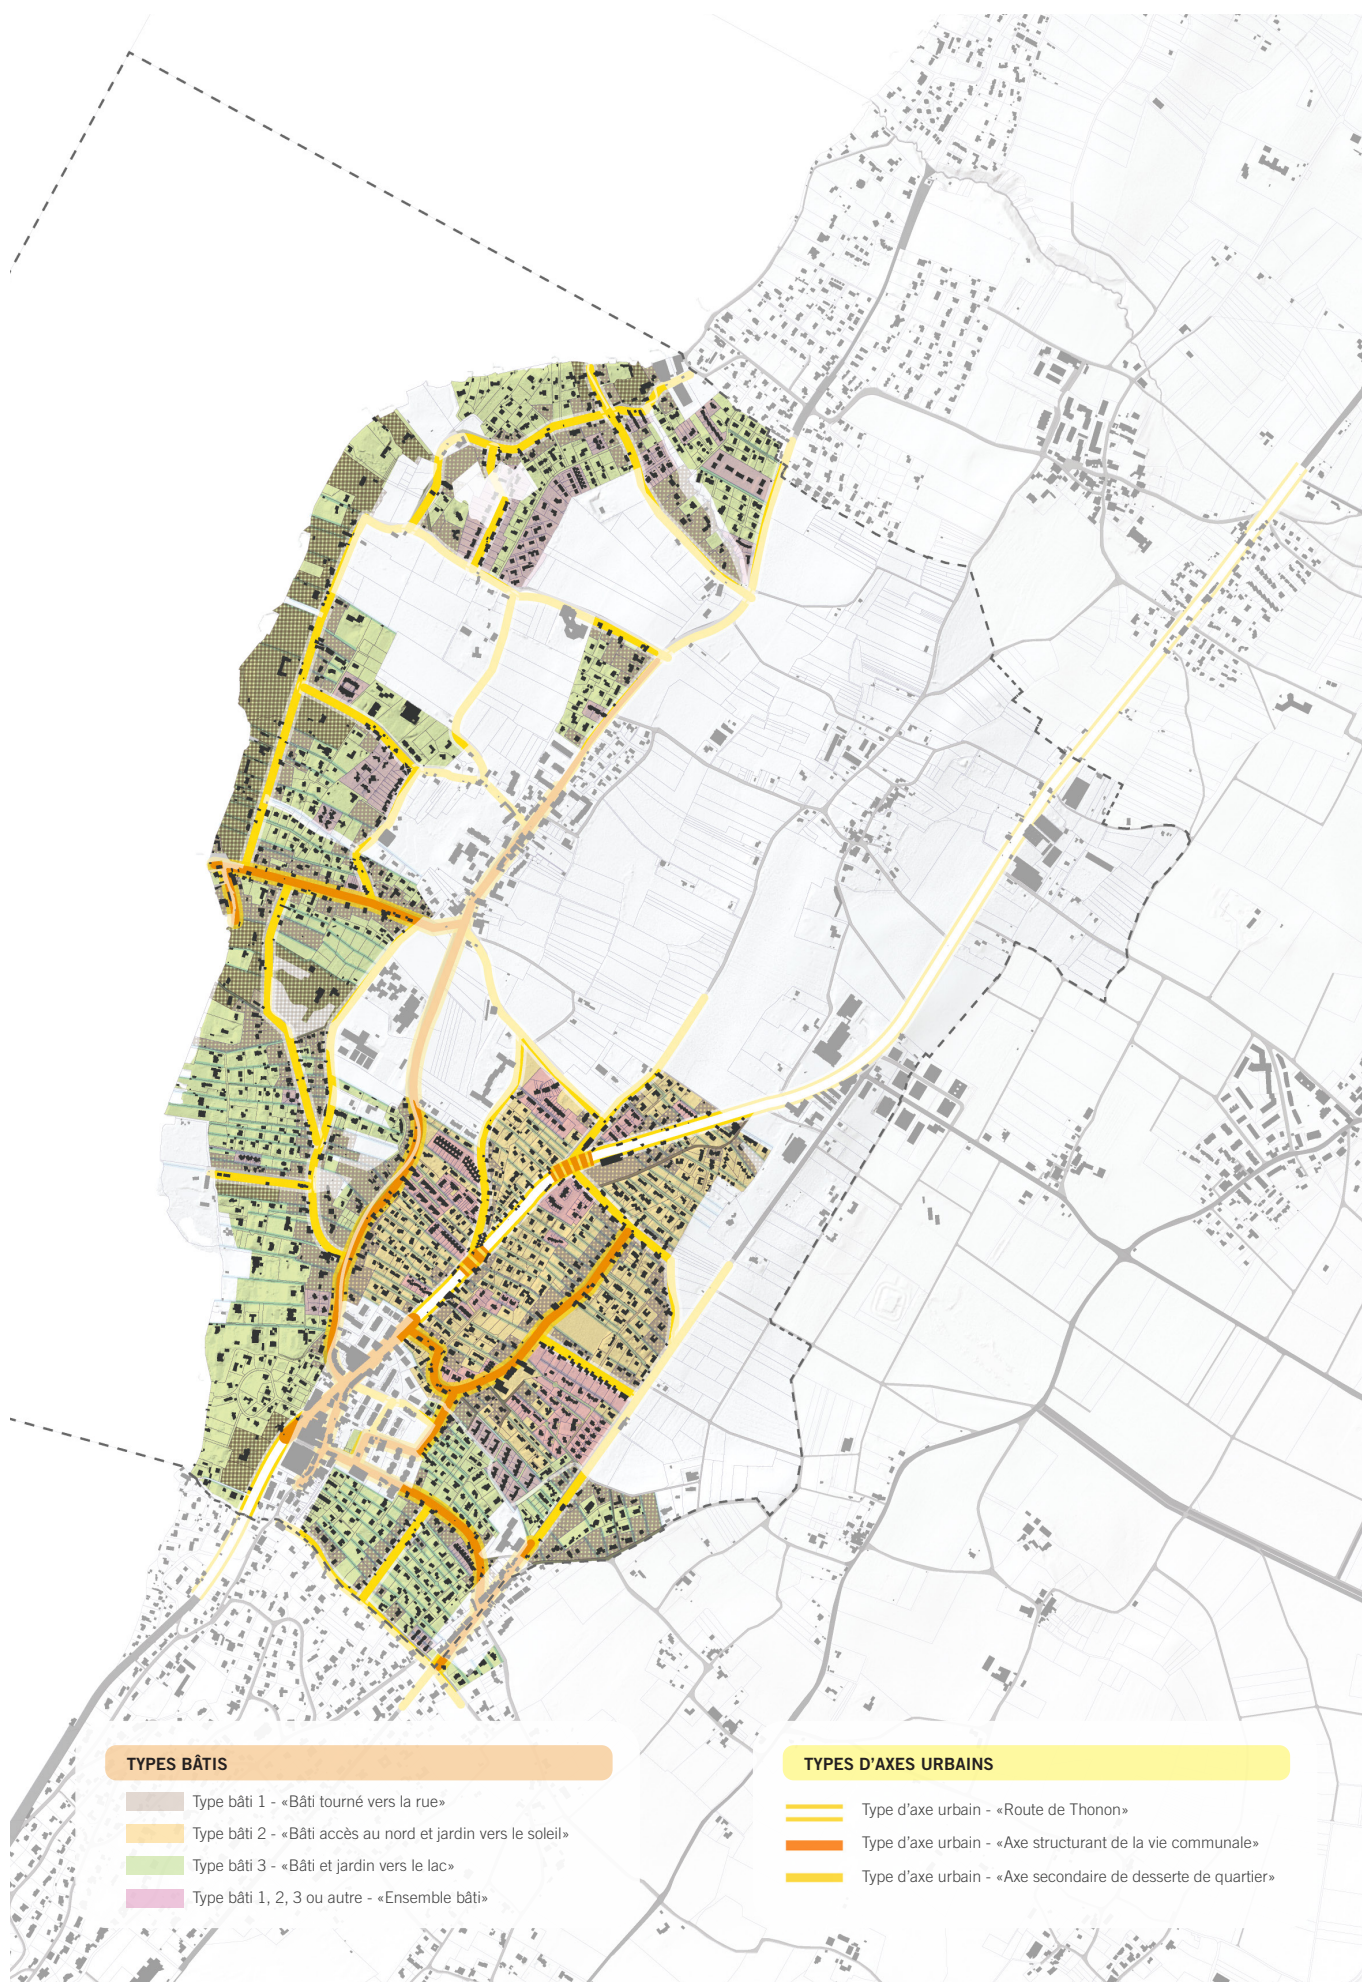 TYPES BÂTIS
Type bâti 1 - «Bâti tourné vers la rue»
Type bâti 2 - «Bâti accès au nord et jardin vers le soleil»
Type bâti 3 - «Bâti et jardin vers le lac»
Type bâti 1, 2, 3 ou autre - «Ensemble bâti»
TYPES D'AXES URBAINS
Type d'axe urbain - «Route de Thonon»
Type d'axe urbain - «Axe structurant de la vie communale»
Type d'axe urbain - «Axe secondaire de desserte de quartier»